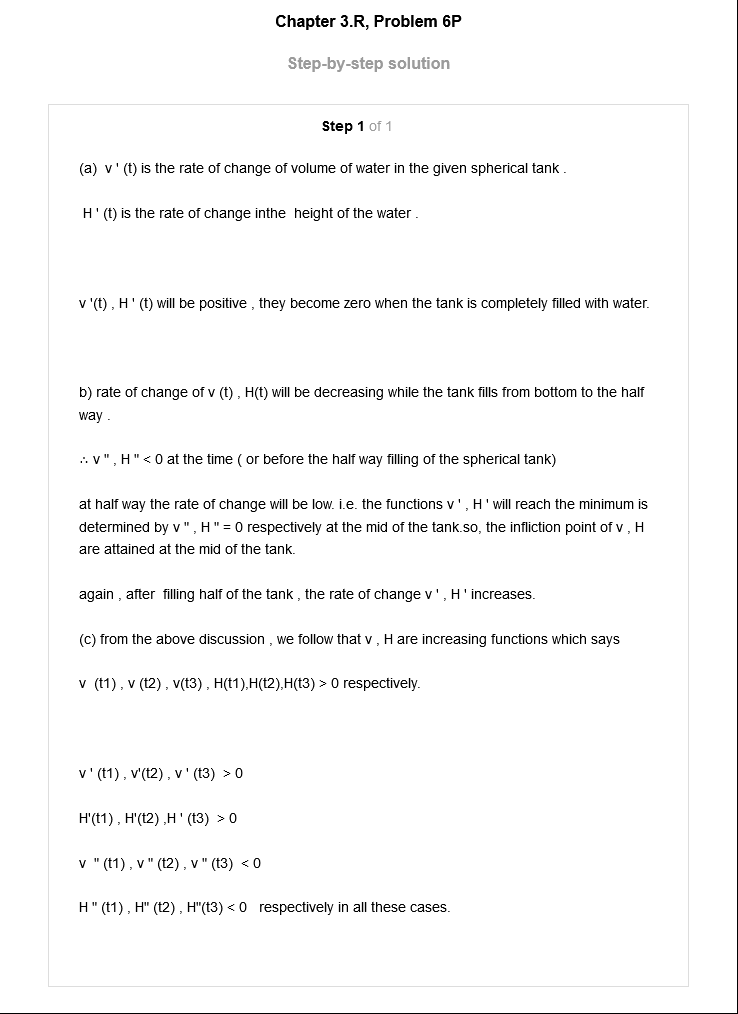 Chapter 3.R, Problem 6P
Step-by-step solution
Step 1 of 1
(a) v ' (t) is the rate of change of volume of water in the given spherical tank .
H ' (t) is the rate of change inthe height of the water .
v '(t) , H ' (t) will be positive , they become zero when the tank is completely filled with water.
b) rate of change of v (t) , H(t) will be decreasing while the tank fills from bottom to the half
way .
∴ v " , H " < 0 at the time ( or before the half way filling of the spherical tank)
at half way the rate of change will be low. i.e. the functions v ' , H ' will reach the minimum is
determined by v " , H " = 0 respectively at the mid of the tank.so, the infliction point of v , H
are attained at the mid of the tank.
again , after filling half of the tank , the rate of change v ' , H ' increases.
(c) from the above discussion , we follow that v , H are increasing functions which says
v (t1) , v (t2) , v(t3) , H(t1),H(t2),H(t3) > 0 respectively.
v ' (t1) , v'(t2) , v ' (t3) > 0
H'(t1) , H'(t2) ,H ' (t3) > 0
v " (t1) , v " (t2) , v " (t3) < 0
H " (t1) , H" (t2) , H"(t3) < 0 respectively in all these cases.